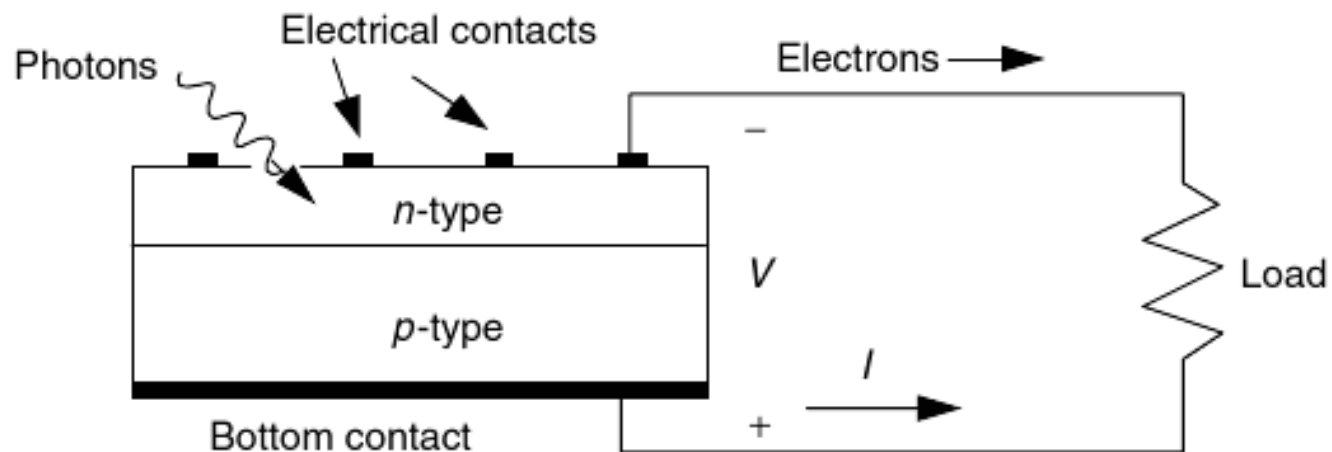 Electrical contacts
Photons
Electrons
−
n-type
V
Load
p-type
I
+
Bottom contact